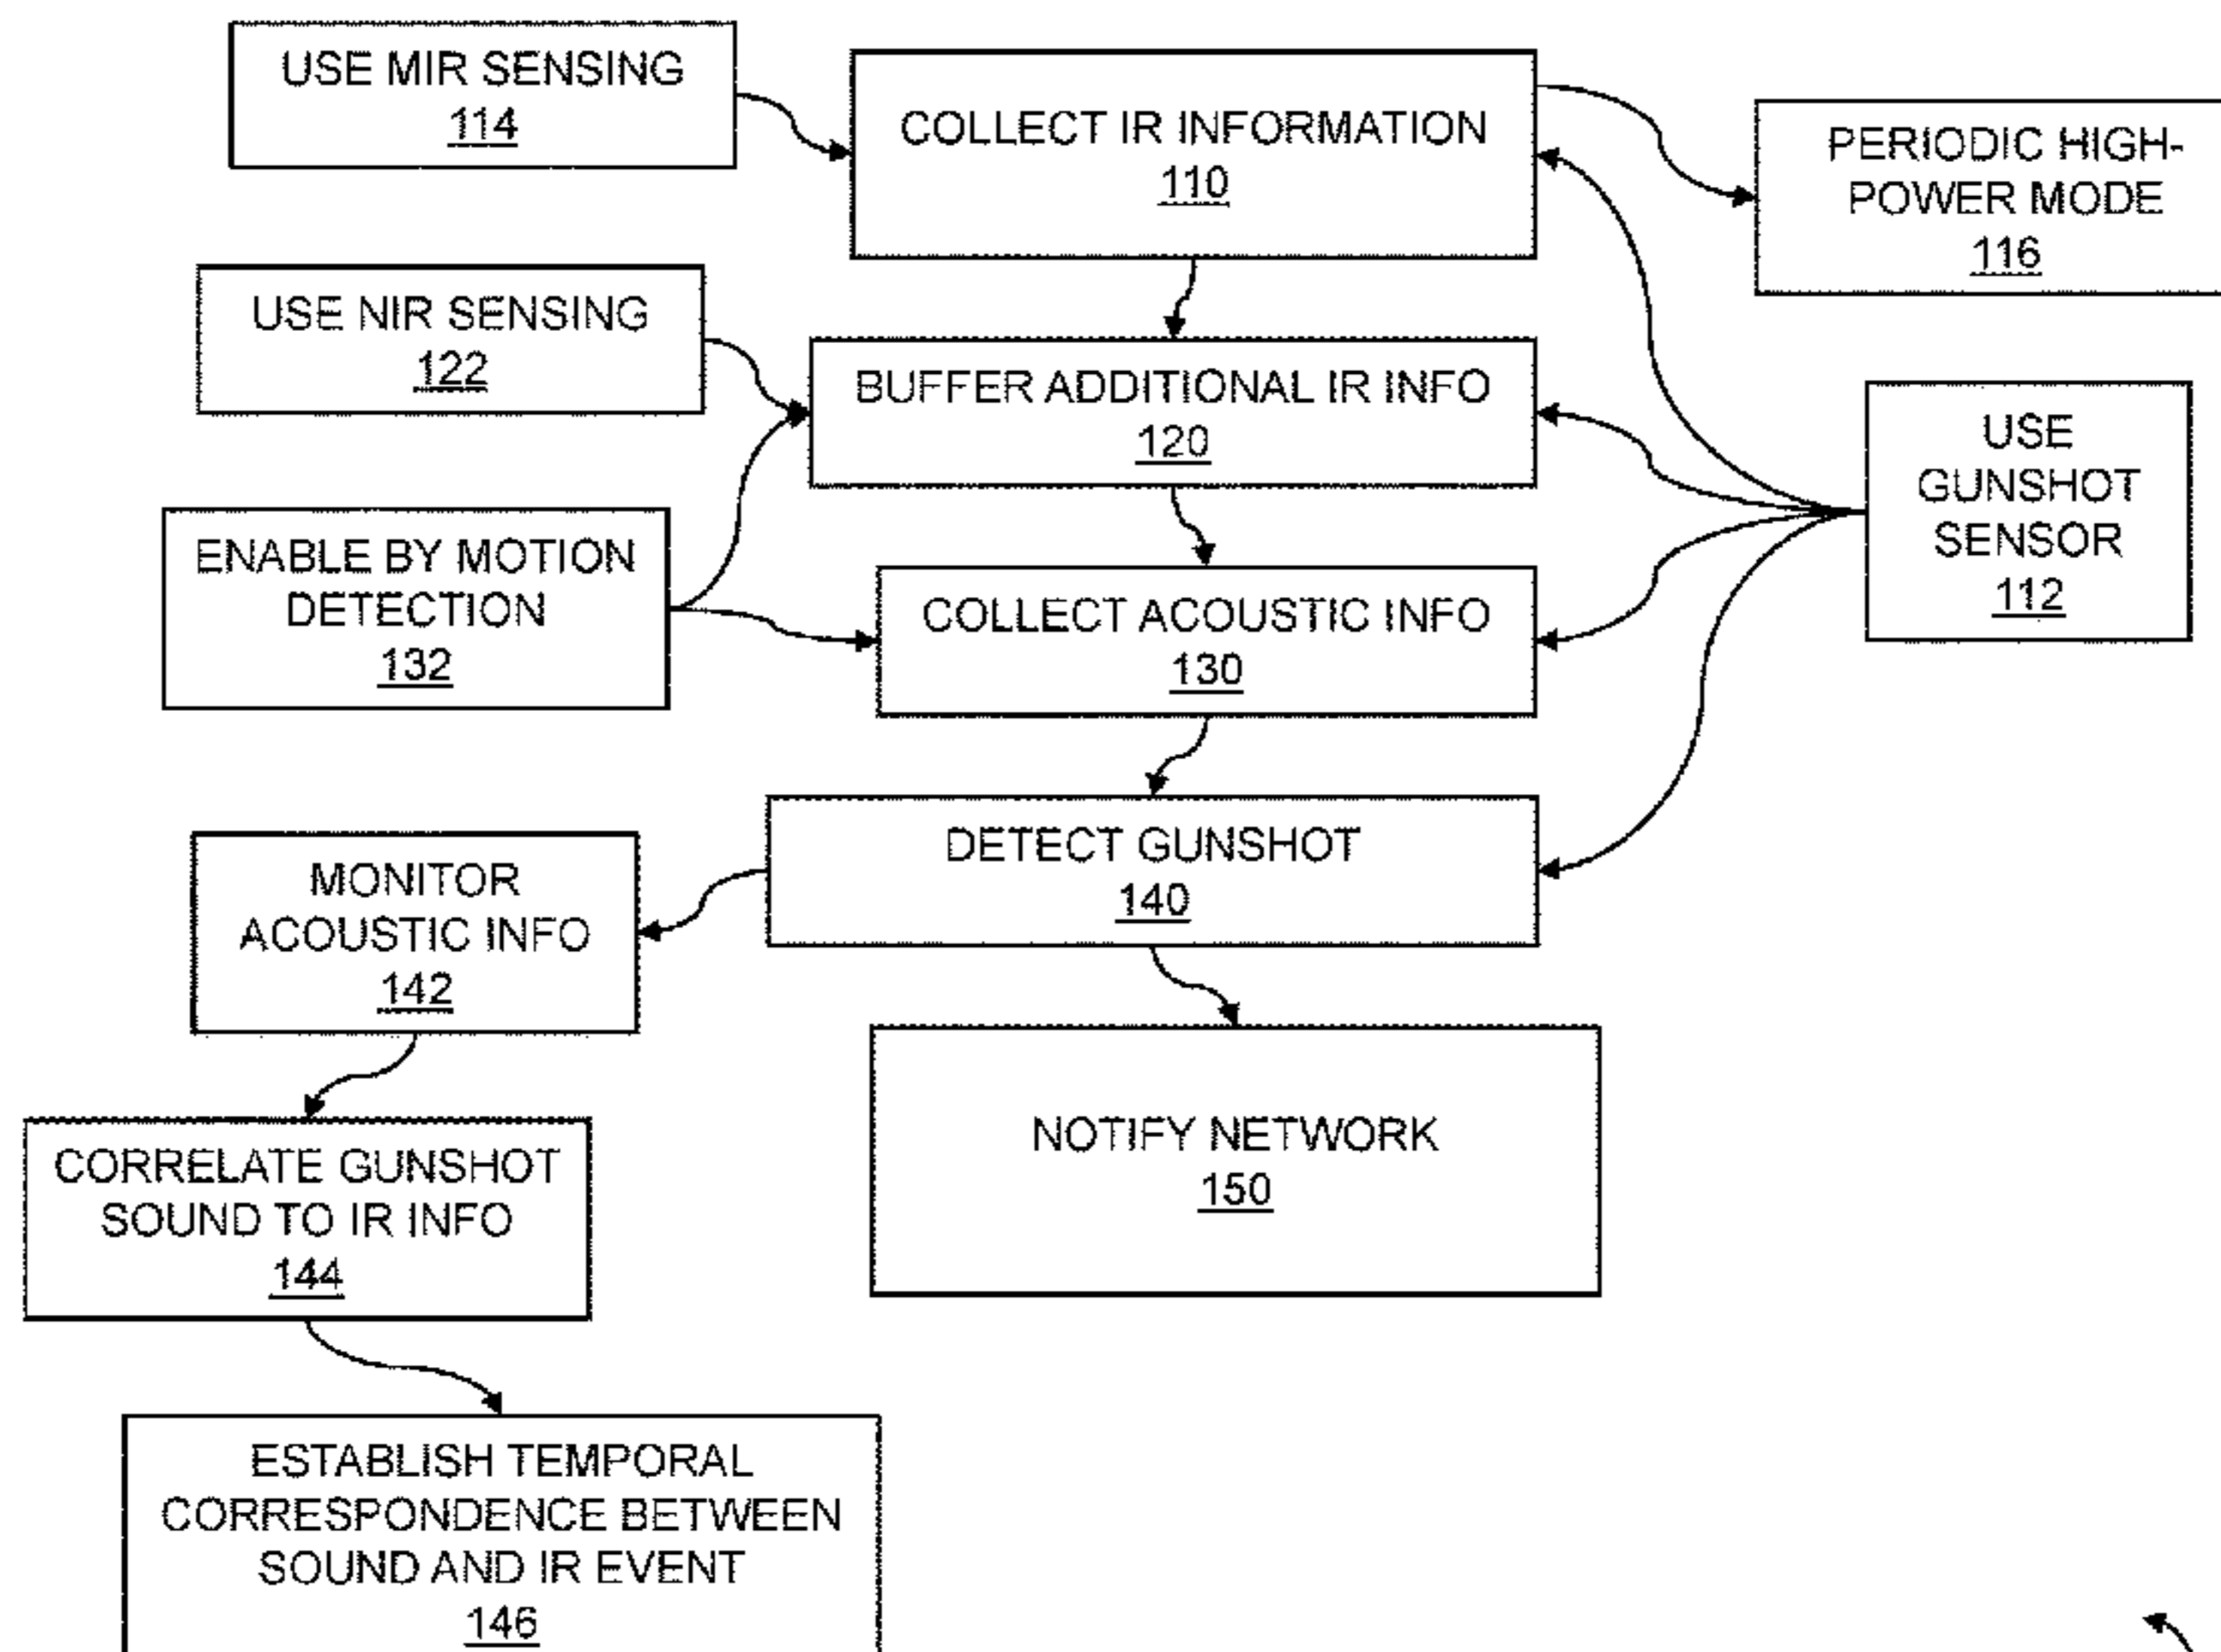 USE MIR SENSING
114
COLLECT IR INFORMATION
110
PERIODIC HIGH-
POWER MODE
116
USE NIR SENSING
122
BUFFER ADDITIONAL IR INFO
120
USE
GUNSHOT
SENSOR
112
ENABLE BY MOTION
DETECTION
132
COLLECT ACOUSTIC INFO
130
DETECT GUNSHOT
140
MONITOR
ACOUSTIC INFO
142
NOTIFY NETWORK
150
CORRELATE GUNSHOT
SOUND TO IR INFO
144
ESTABLISH TEMPORAL
CORRESPONDENCE BETWEEN
SOUND AND IR EVENT
146